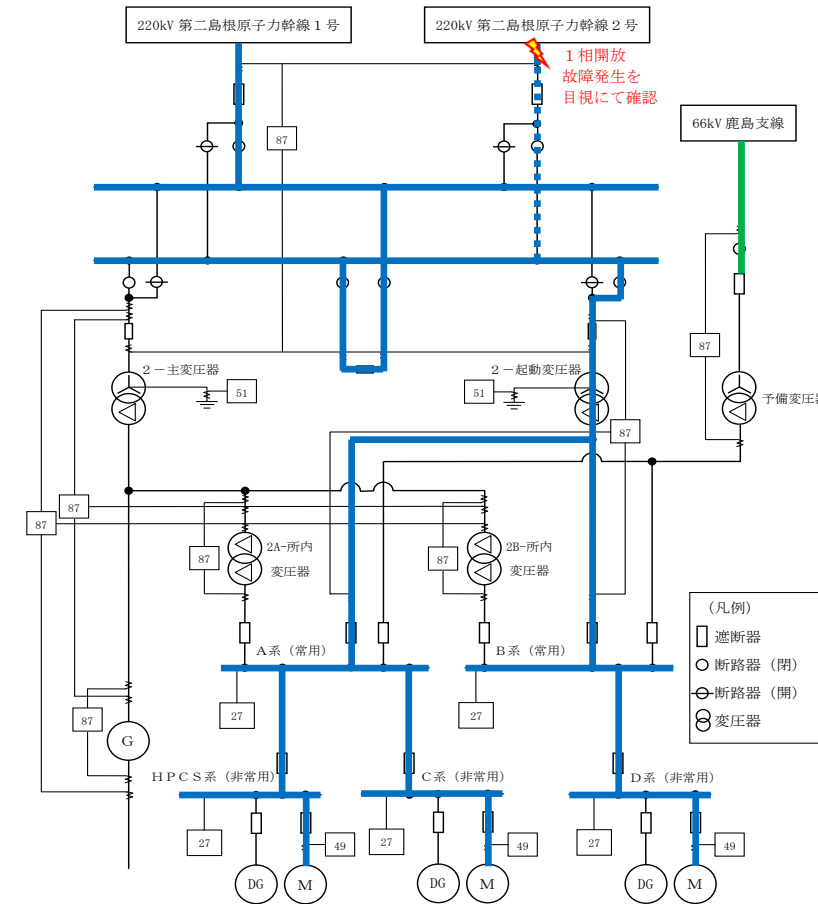 220kV 第二島根原子力幹線１号
220kV 第二島根原子力幹線２号
１相開放
故障発生を
目視にて確認
66kV 鹿島支線
87
87
２－主変圧器
51
２－起動変圧器
51
予備変圧器
87
87
87
87
2A-所内
変圧器
87
2B-所内
変圧器
（凡例）
遮断器
断路器（閉）
断路器（開）
変圧器
Ａ系（常用）
Ｂ系（常用）
27
27
87
G
ＨＰＣＳ系（非常用）
Ｃ系（非常用）
Ｄ系（非常用）
27
49
27
49
27
49
DG
M
DG
M
DG
M